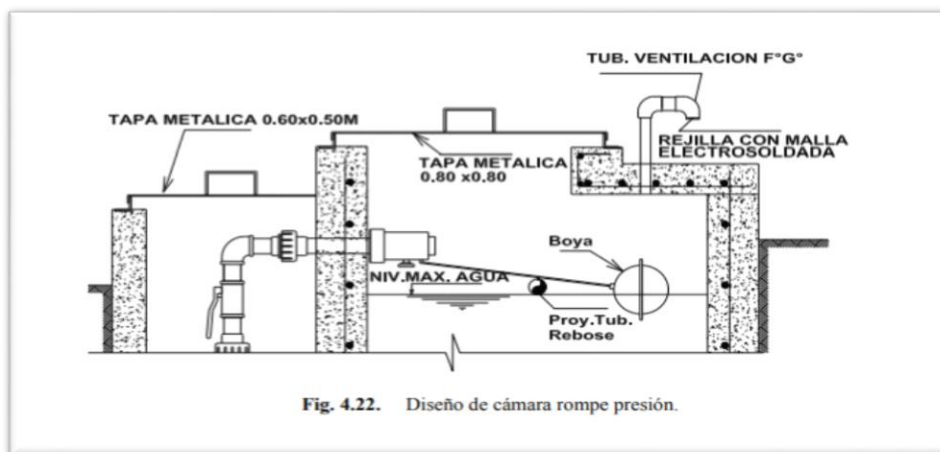 TUB. VENTILACION F°G°
TAPA METALICA 0.60x0.50M
REJILLA CON MALLA
ELECTROSOLDADA
TAPA METALICA
0.80 x0.80
Boya
NIV.MAX. AGUA
Proy.Tub.
Rebose
Fig. 4.22. Diseño de cámara rompe presión.